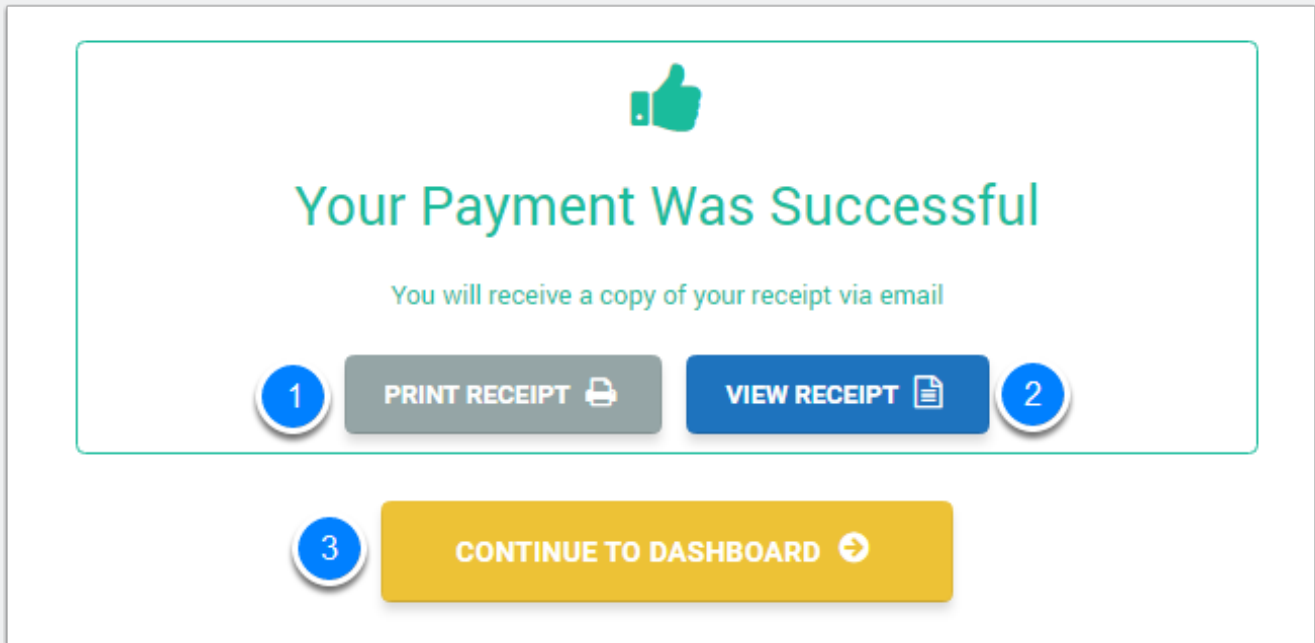 Your Payment Was Successful
You will receive a copy of your receipt via email
1 PRINT RECEIPT VIEW RECEIPT 2
3 CONTINUE TO DASHBOARD